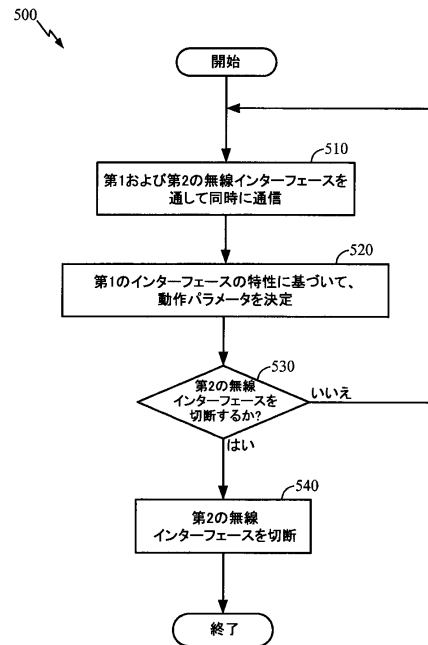 500
開始
510
第1および第2の無線インターフェースを
通して同時に通信
520
第1のインターフェースの特性に基づいて、
動作パラメータを決定
530
第2の無線
インターフェースを
切断するか?
いいえ
はい
540
第2の無線
インターフェースを切断
終了